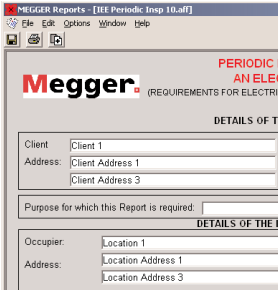 MEGGER Reports - [IEE Periodic Insp 10.aff]
File Edit Options Window Help
PERIODIC
AN ELE
Megger.
(REQUIREMENTS FOR ELECTRI
DETAILS OF T
Client Client 1
Address: Client Address 1
Client Address 3
Purpose for which this Report is required:
DETAILS OF THE
Occupier: Location 1
Address: Location Address 1
Location Address 3